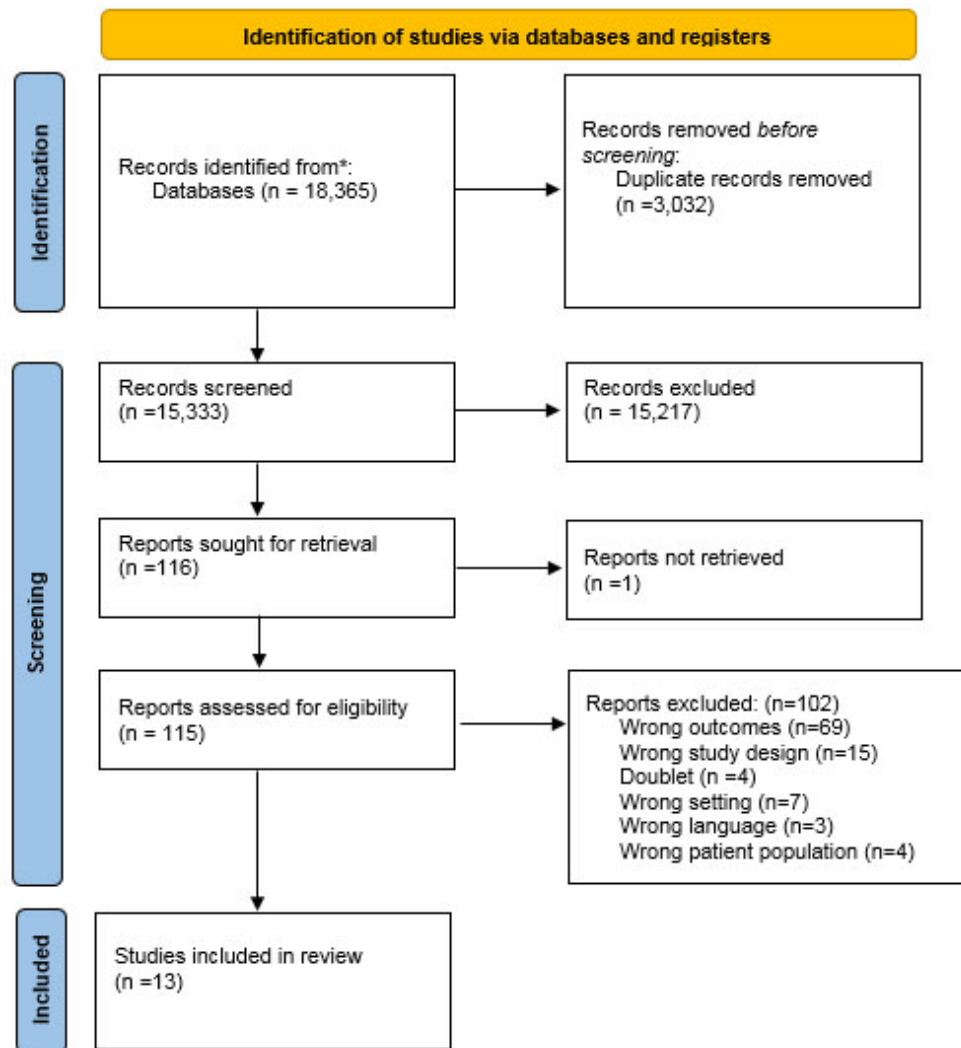 Identification of studies via databases and registers
Identification
Records identified from*:
Databases (n = 18,365)
Records removed before
screening:
Duplicate records removed
(n =3,032)
Screening
Records screened
(n =15,333)
Records excluded
(n = 15,217)
Reports sought for retrieval
(n =116)
Reports not retrieved
(n =1)
Reports assessed for eligibility
(n = 115)
Reports excluded: (n=102)
Wrong outcomes (n=69)
Wrong study design (n=15)
Doublet (n =4)
Wrong setting (n=7)
Wrong language (n=3)
Wrong patient population (n=4)
Included
Studies included in review
(n =13)